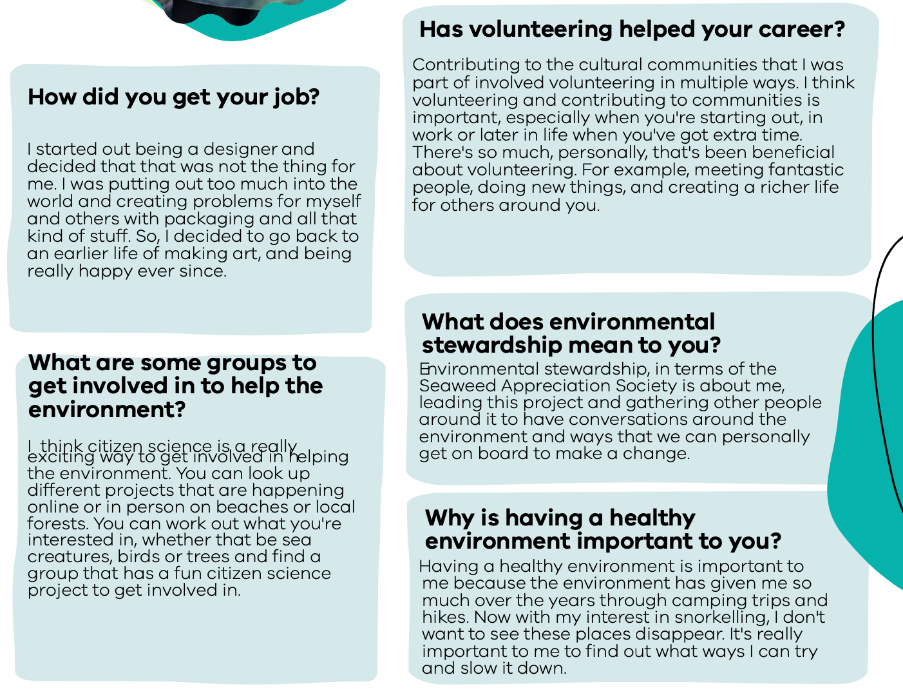 How did you get your job?
I started out being a designer and
decided that that was not the thing for
me. I was putting out too much into the
world and creating problems for myself
and others with packaging and all that
kind of stuff. So, I decided to go back to
an earlier life of making art, and being
really happy ever since.
What are some groups to
get involved in to help the
environment?
I think citizen science is a really
exciting way to get involved in helping
the environment. You can look up
different projects that are happening
online or in person on beaches or local
forests. You can work out what you're
interested in, whether that be sea
creatures, birds or trees and find a
group that has a fun citizen science
project to get involved in.
Has volunteering helped your career?
Contributing to the cultural communities that I was
part of involved volunteering in multiple ways. I think
volunteering and contributing to communities is
important, especially when you're starting out, in
work or later in life when you've got extra time.
There's so much, personally, that's been beneficial
about volunteering. For example, meeting fantastic
people, doing new things, and creating a richer life
for others around you.
What does environmental
stewardship mean to you?
Environmental stewardship, in terms of the
Seaweed Appreciation Society is about me,
leading this project and gathering other people
around it to have conversations around the
environment and ways that we can personally
get on board to make a change.
Why is having a healthy
environment important to you?
Having a healthy environment is important to
me because the environment has given me so
much over the years through camping trips and
hikes. Now with my interest in snorkelling, I don't
want to see these places disappear. It's really
important to me to find out what ways I can try
and slow it down.